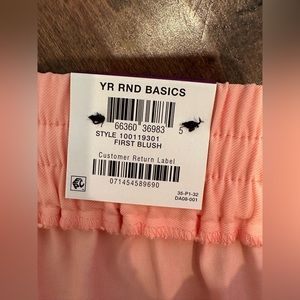 YR RND BASICS
66360 36983 5
STYLE 100119301
FIRST BLUSH
Customer Return Label
071454589690
35-P1-32
DA08-001